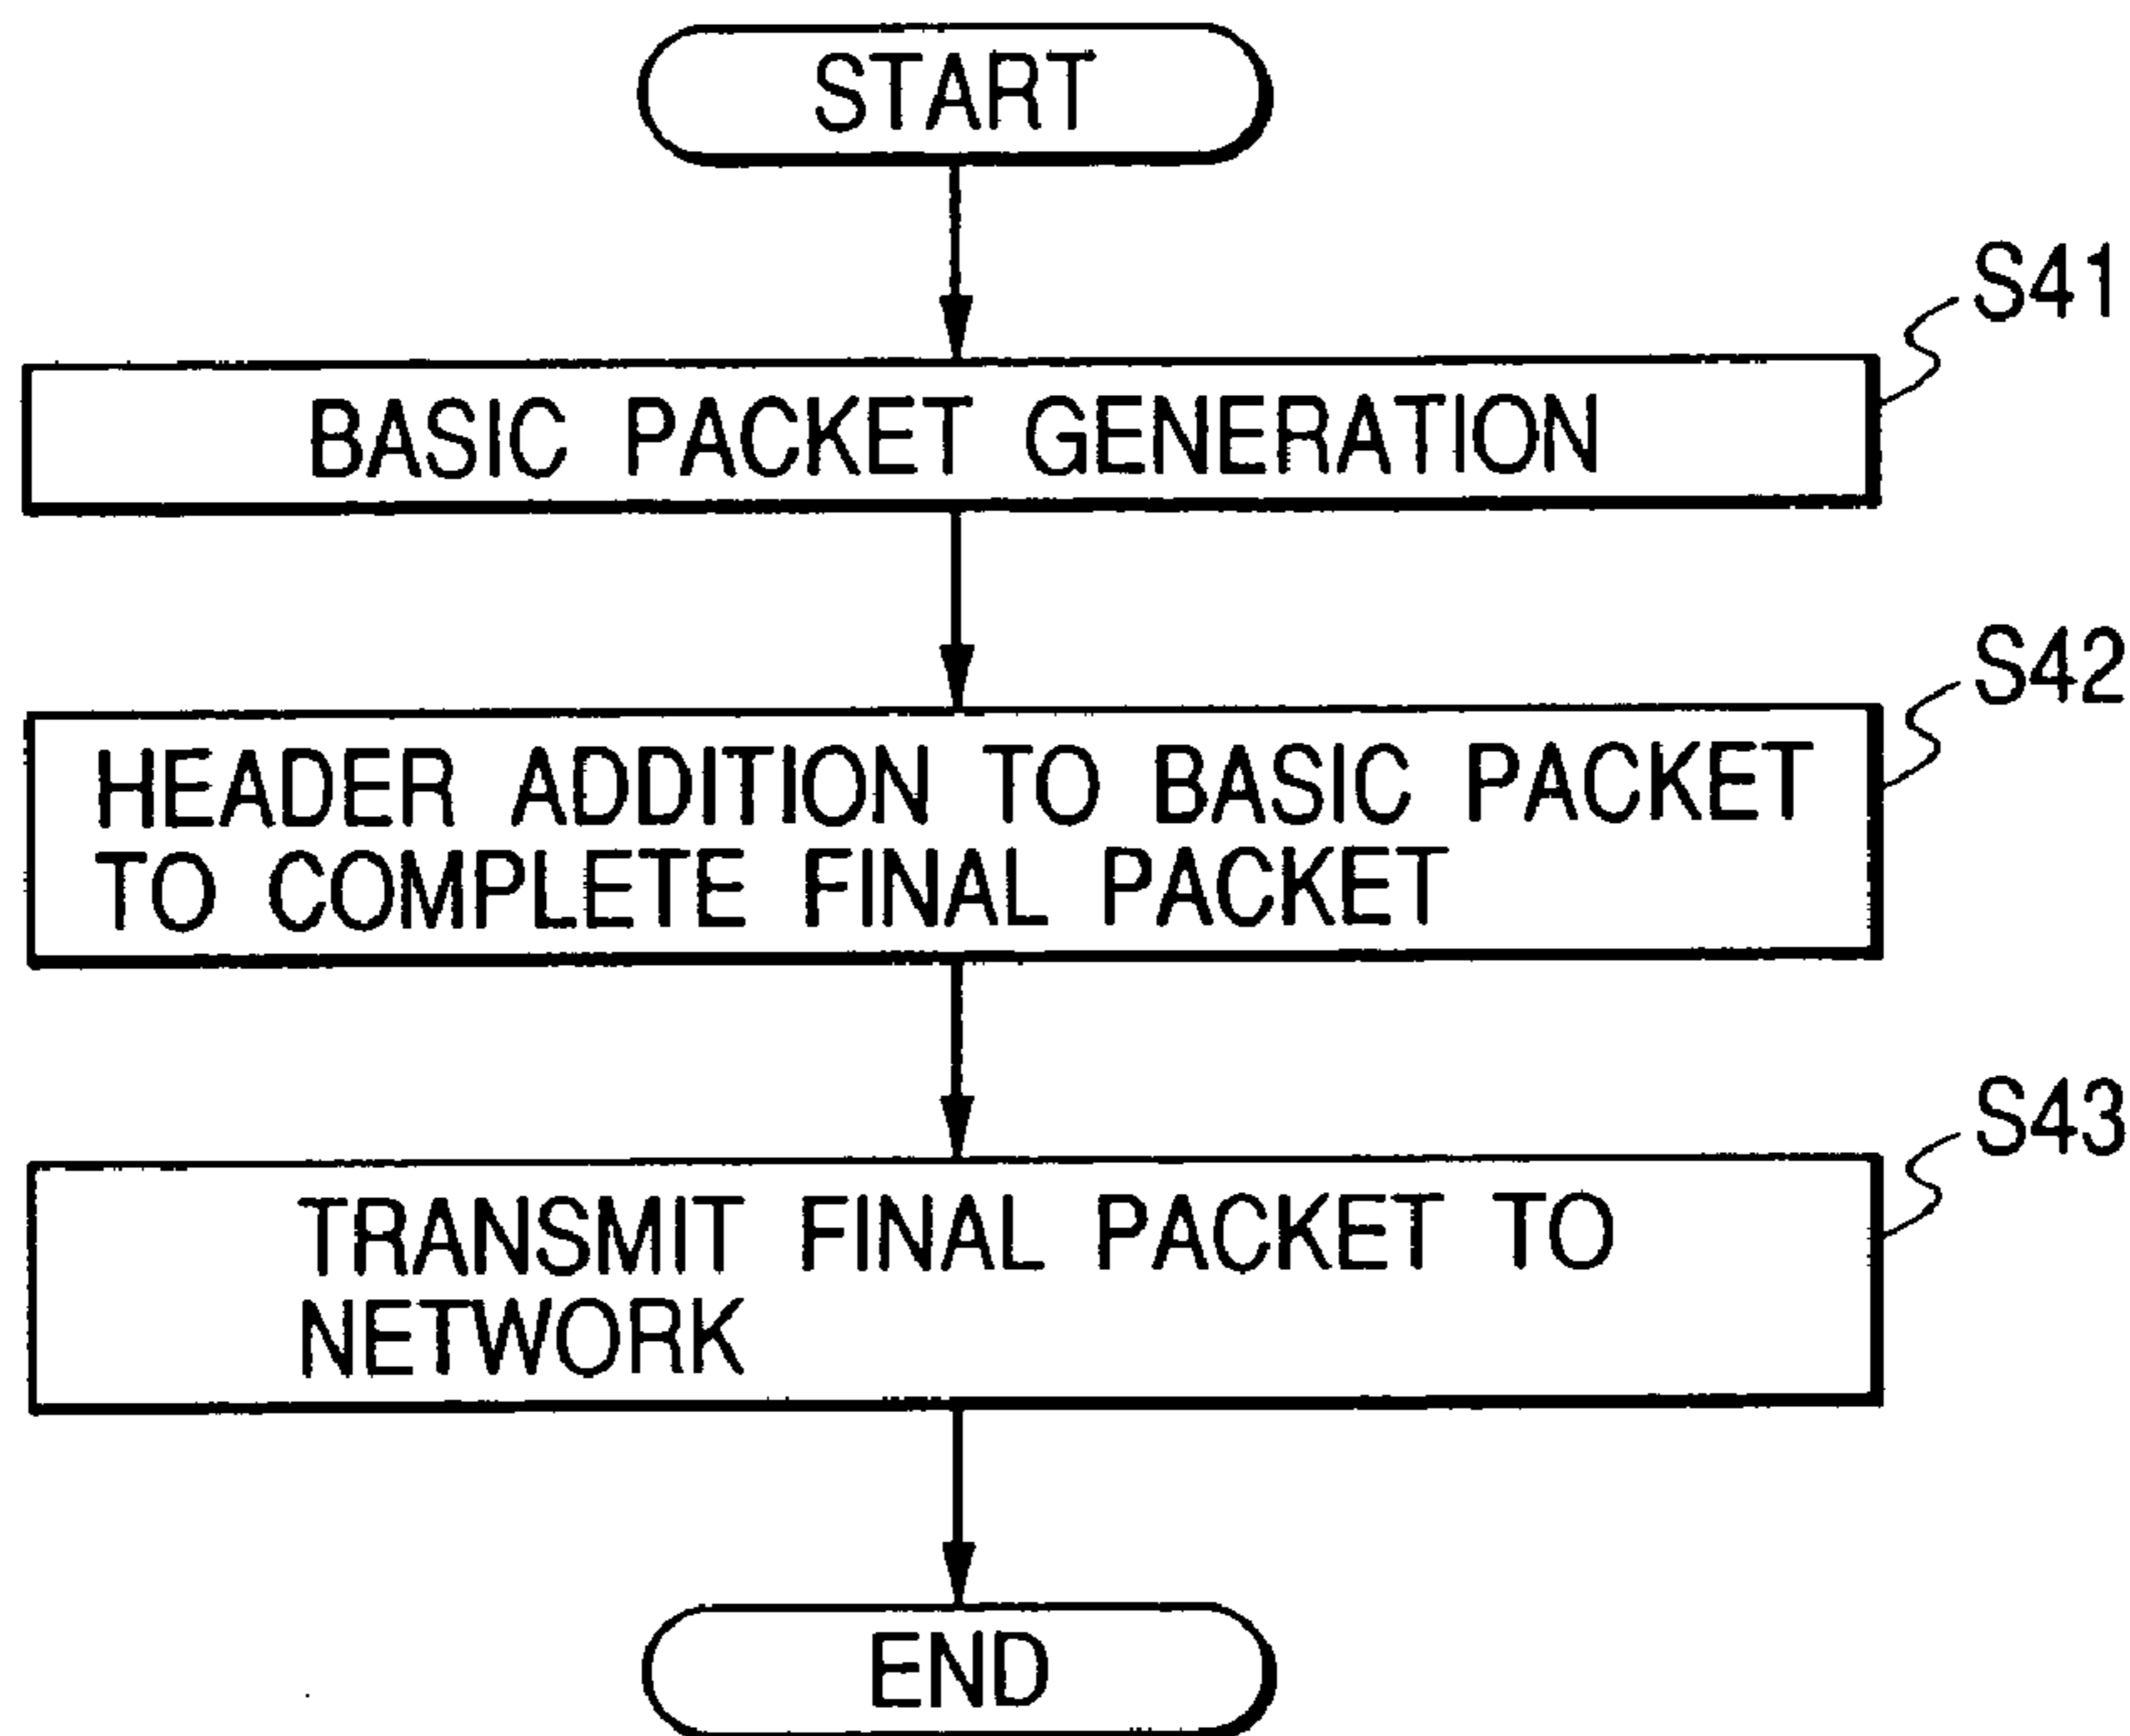 START
S41
BASIC PACKET GENERATION
S42
HEADER ADDITION TO BASIC PACKET
TO COMPLETE FINAL PACKET
S43
TRANSMIT FINAL PACKET TO
NETWORK
END